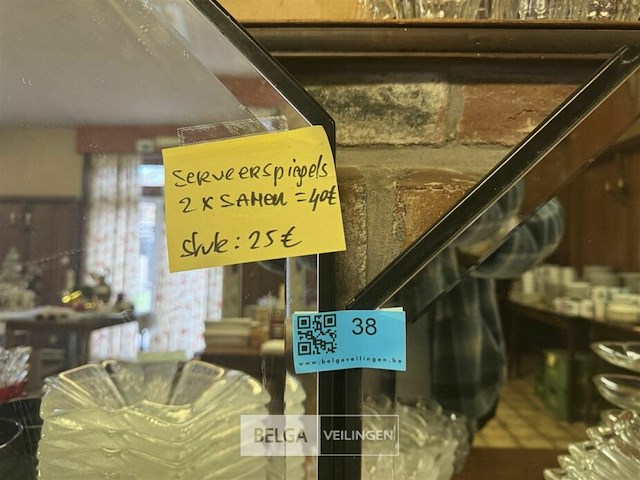 serveerspiegels
2 x SAMEN = 40€
stuk: 25€
38
www.belgaveilingen.be
BELGA VEILINGEN